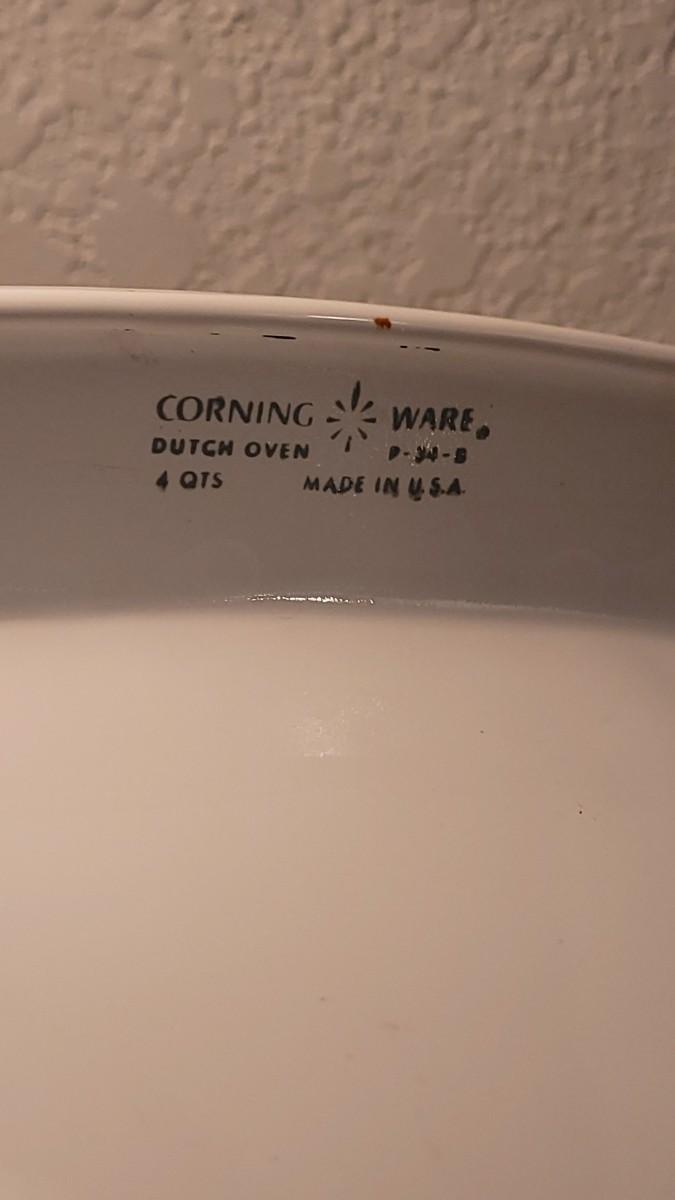 CORNING WARE®
DUTCH OVEN P-34-B
4 QTS MADE IN U.S.A.